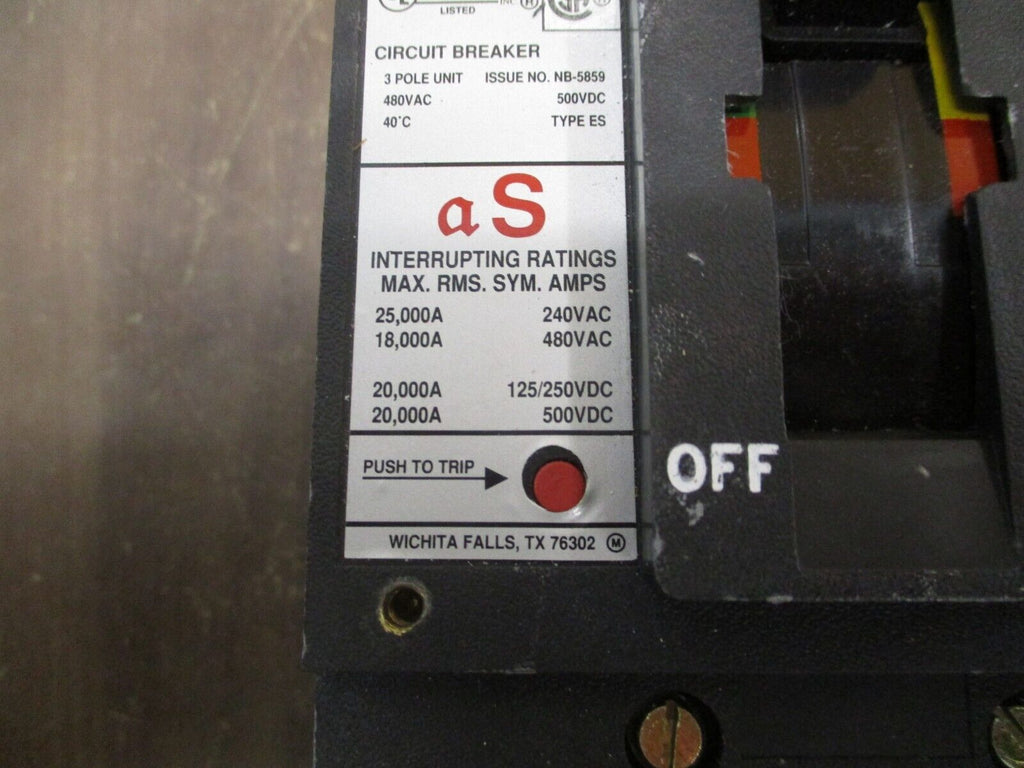 LISTED
CIRCUIT BREAKER
3 POLE UNIT ISSUE NO. NB-5859
480VAC 500VDC
40°C TYPE ES
aS
INTERRUPTING RATINGS
MAX. RMS. SYM. AMPS
25,000A 240VAC
18,000A 480VAC
20,000A 125/250VDC
20,000A 500VDC
PUSH TO TRIP
WICHITA FALLS, TX 76302 M
OFF